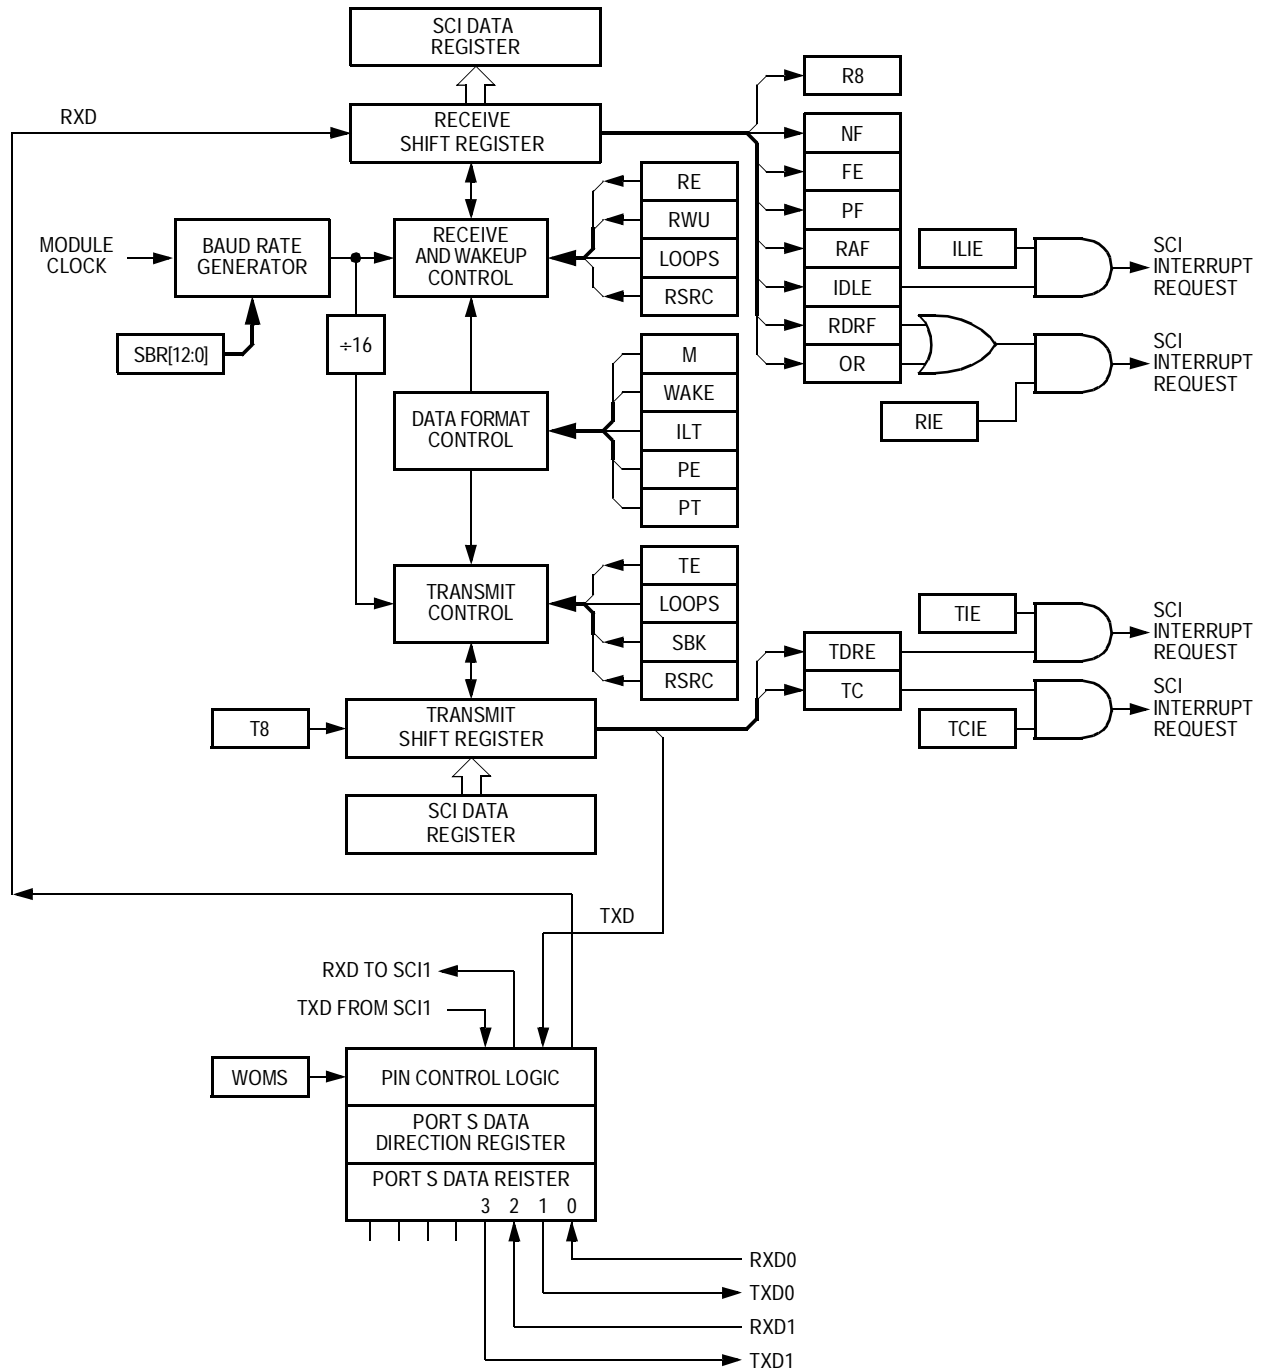 SCI DATA
REGISTER
R8
RXD
RECEIVE
SHIFT REGISTER
NF
FE
PF
RAF
IDLE
RDRF
OR
RE
RWU
LOOPS
RSRC
MODULE
CLOCK
BAUD RATE
GENERATOR
RECEIVE
AND WAKEUP
CONTROL
ILIE
SCI
INTERRUPT
REQUEST
SBR[12:0]
÷16
SCI
INTERRUPT
REQUEST
RIE
M
WAKE
ILT
PE
PT
DATA FORMAT
CONTROL
TE
LOOPS
SBK
RSRC
TRANSMIT
CONTROL
TIE
SCI
INTERRUPT
REQUEST
TDRE
TC
TCIE
SCI
INTERRUPT
REQUEST
T8
TRANSMIT
SHIFT REGISTER
SCI DATA
REGISTER
TXD
RXD TO SCI1
TXD FROM SCI1
WOMS
PIN CONTROL LOGIC
PORT S DATA
DIRECTION REGISTER
PORT S DATA REISTER
3 2 1 0
RXD0
TXD0
RXD1
TXD1